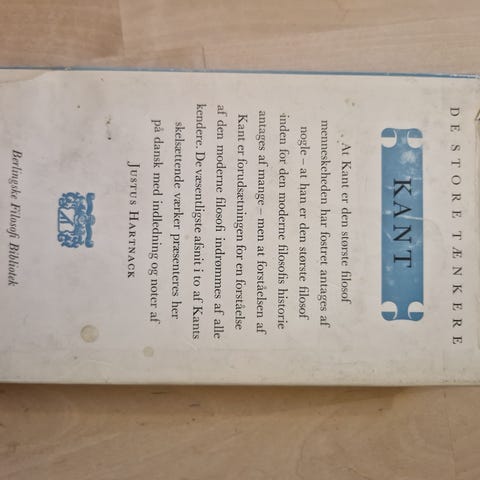 DE STORE TÆNKERE
KANT
At Kant er den største filosof
menneskeheden har fostret antages af
nogle – at han er den største filosof
inden for den moderne filosofis historie
antages af mange – men at forståelsen af
Kant er forudsætningen for en forståelse
af den moderne filosofi indrømmes af alle
kendere. De væsentligste afsnit i to af Kants
skelsættende værker præsenteres her
på dansk med indledning og noter af
JUSTUS HARTNACK
Berlingske Filosofi Bibliotek